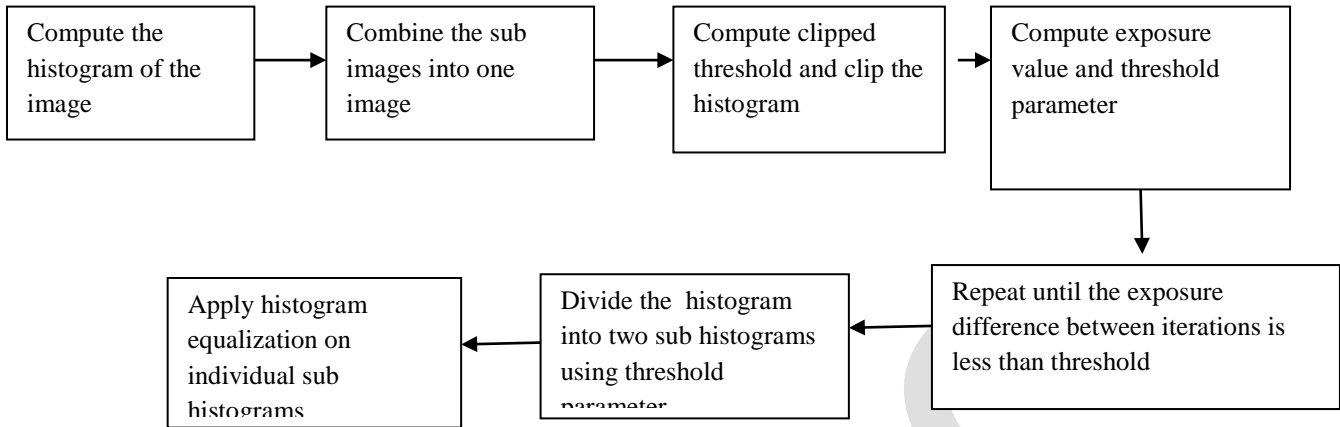 Compute the
histogram of the
image
Combine the sub
images into one
image
Compute clipped
threshold and clip the
histogram
Compute exposure
value and threshold
parameter
Repeat until the exposure
difference between iterations is
less than threshold
Divide the histogram
into two sub histograms
using threshold
parameter
Apply histogram
equalization on
individual sub
histograms